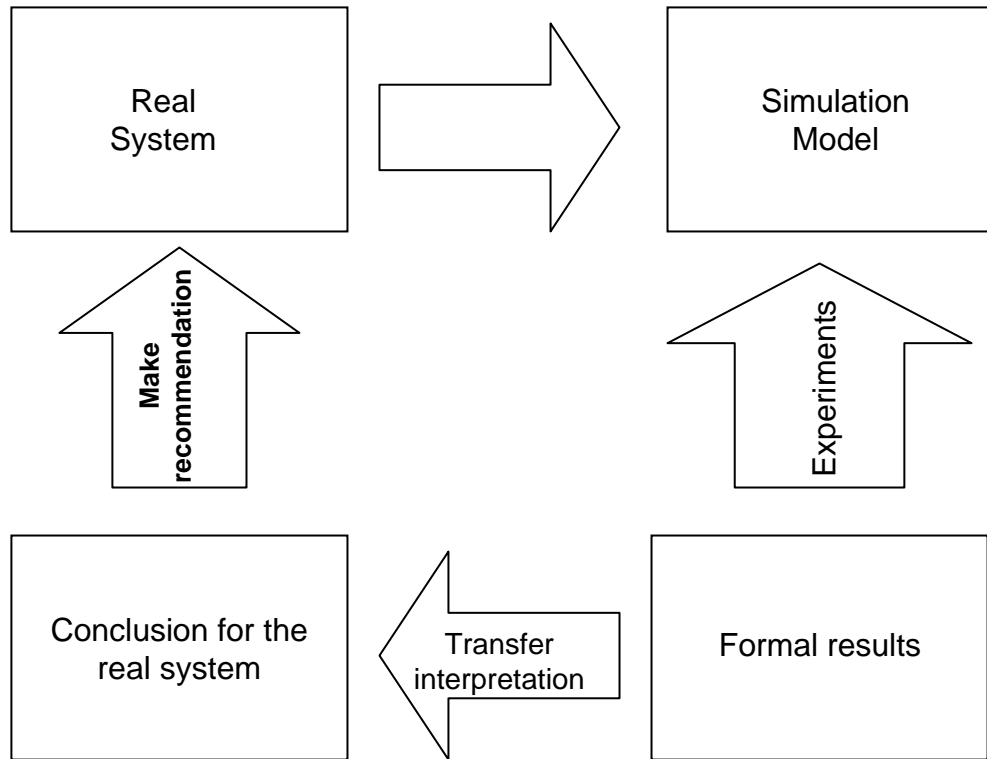 Real
System
Simulation
Model
Make
recommendation
Experiments
Conclusion for the
real system
Transfer
interpretation
Formal results